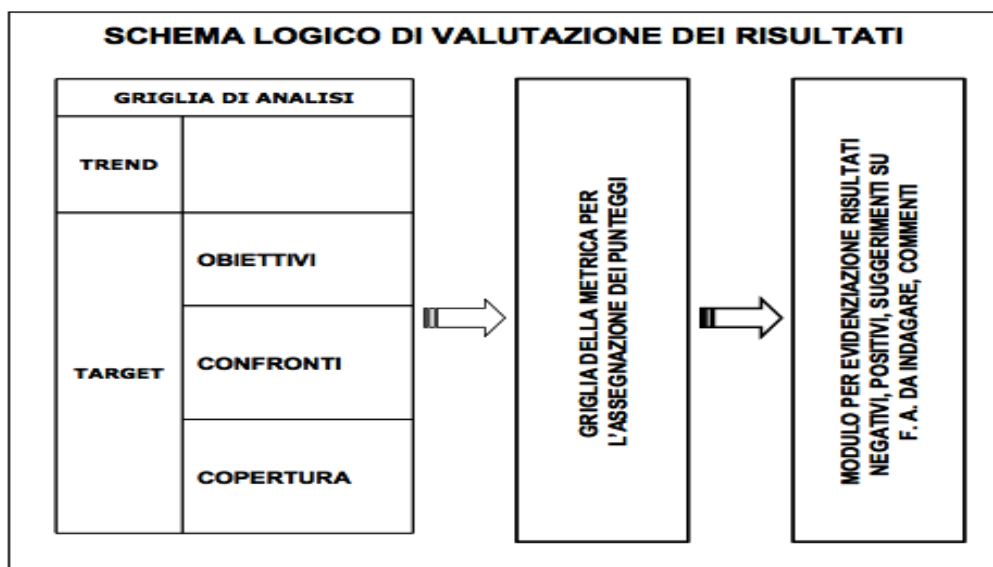 SCHEMA LOGICO DI VALUTAZIONE DEI RISULTATI
GRIGLIA DI ANALISI
TREND
TARGET
OBIETTIVI
CONFRONTI
COPERTURA
GRIGLIA DELLA METRICA PER
L'ASSEGNAZIONE DEI PUNTEGGI
MODULO PER EVIDENZIAZIONE RISULTATI
NEGATIVI, POSITIVI, SUGGERIMENTI SU
F. A. DA INDAGARE, COMMENTI